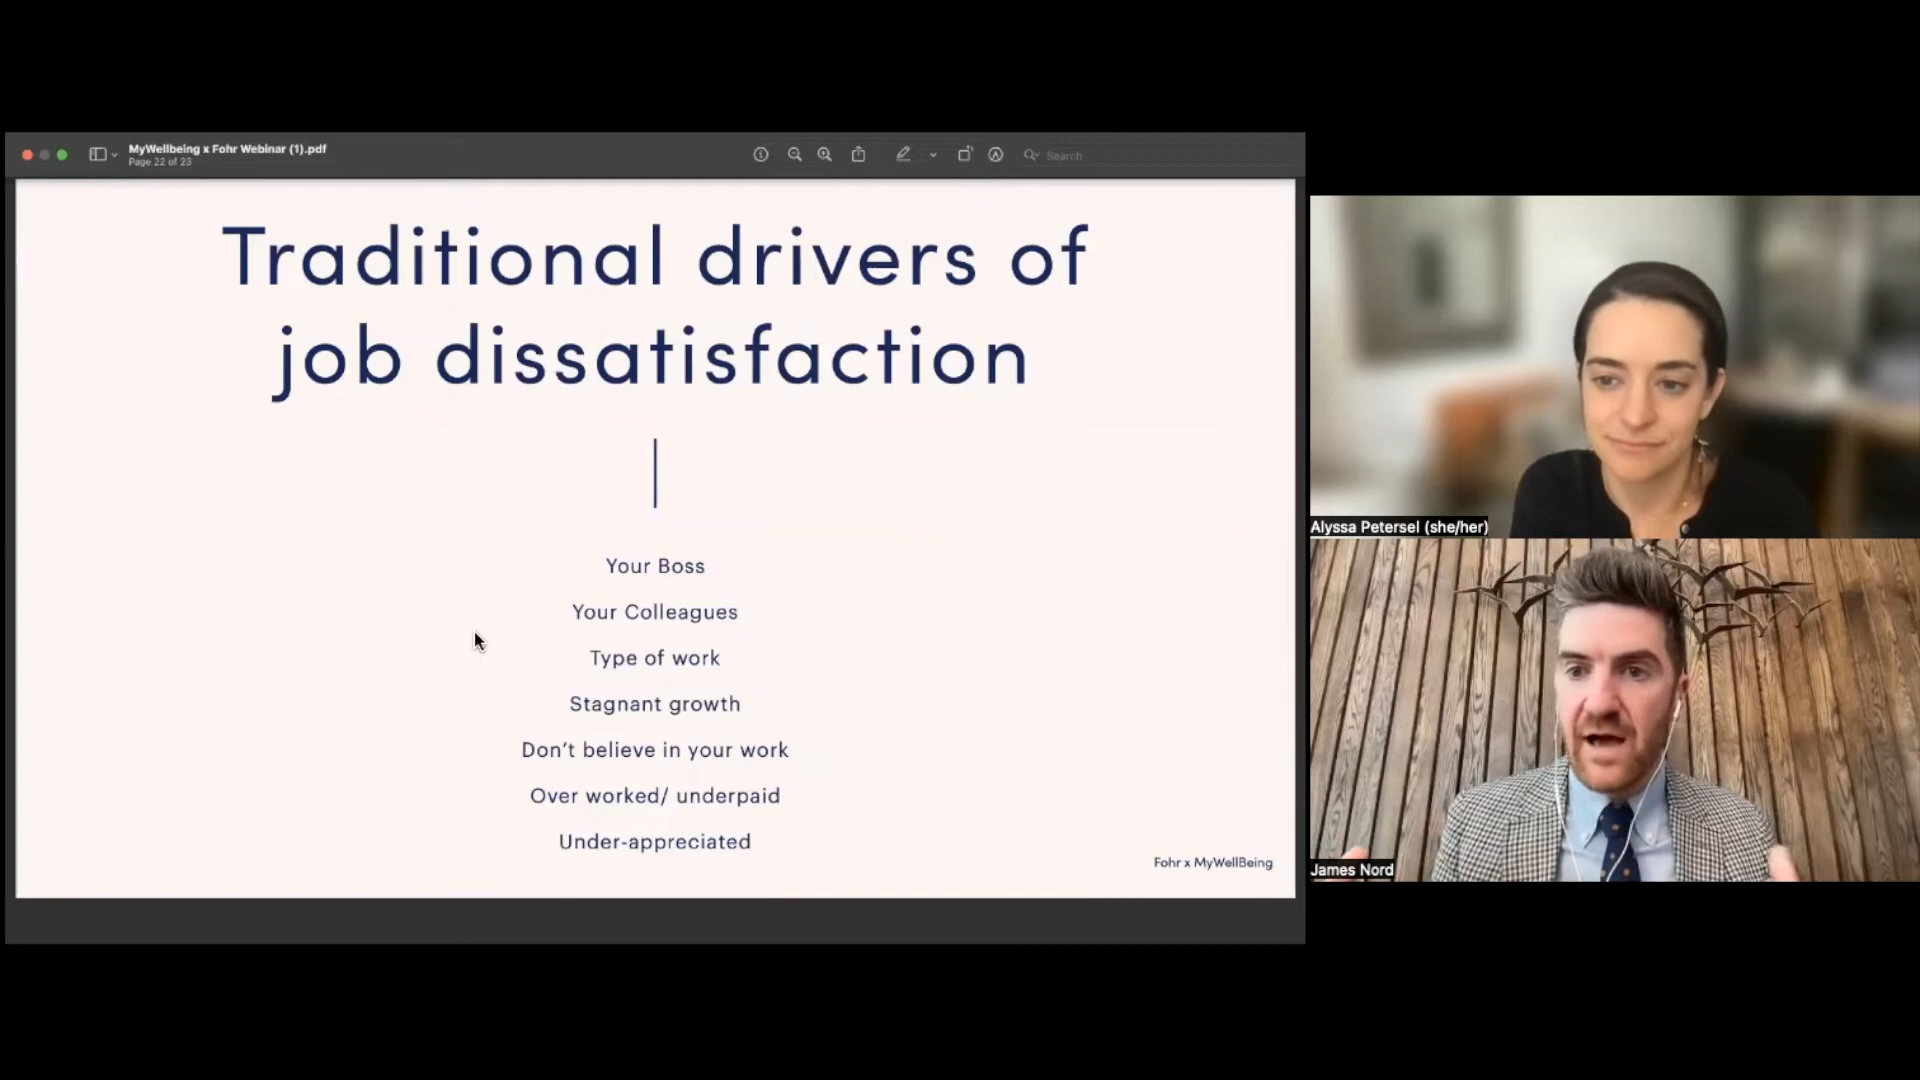 MyWellbeing x Fohr Webinar (1).pdf
Page 22 of 23
Search
Traditional drivers of
job dissatisfaction
Your Boss
Your Colleagues
Type of work
Stagnant growth
Don’t believe in your work
Over worked/ underpaid
Under-appreciated
Fohr x MyWellBeing
Alyssa Petersel (she/her)
James Nord